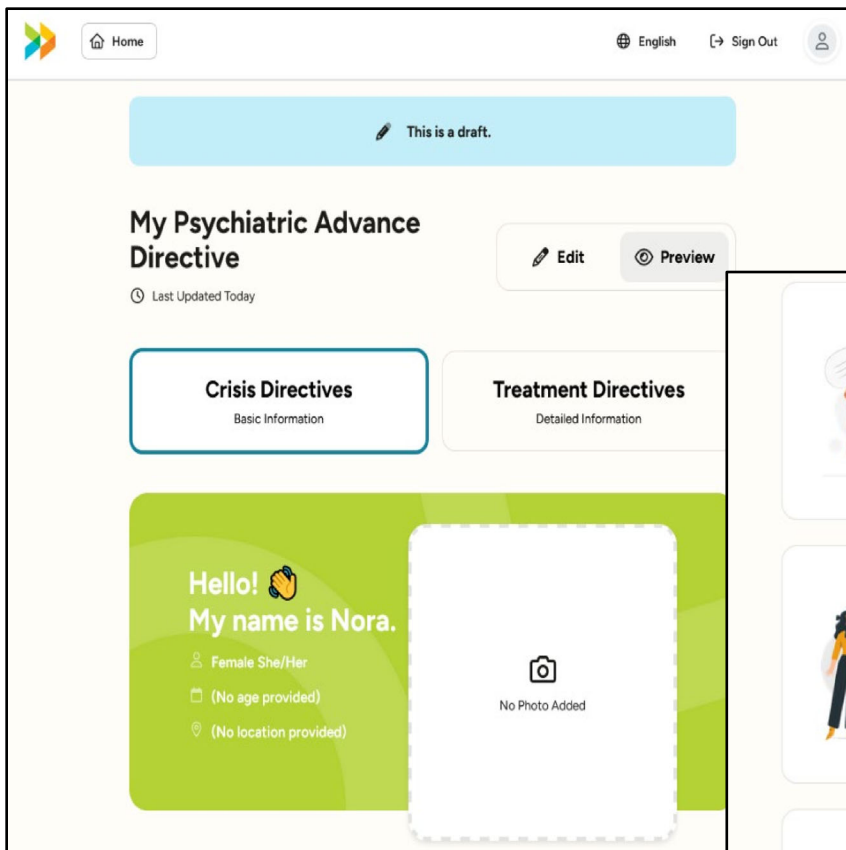 Home
English
Sign Out
This is a draft.
My Psychiatric Advance
Directive
Edit
Preview
Last Updated Today
Crisis Directives
Basic Information
Treatment Directives
Detailed Information
Hello!
My name is Nora.
Female She/Her
(No age provided)
(No location provided)
No Photo Added